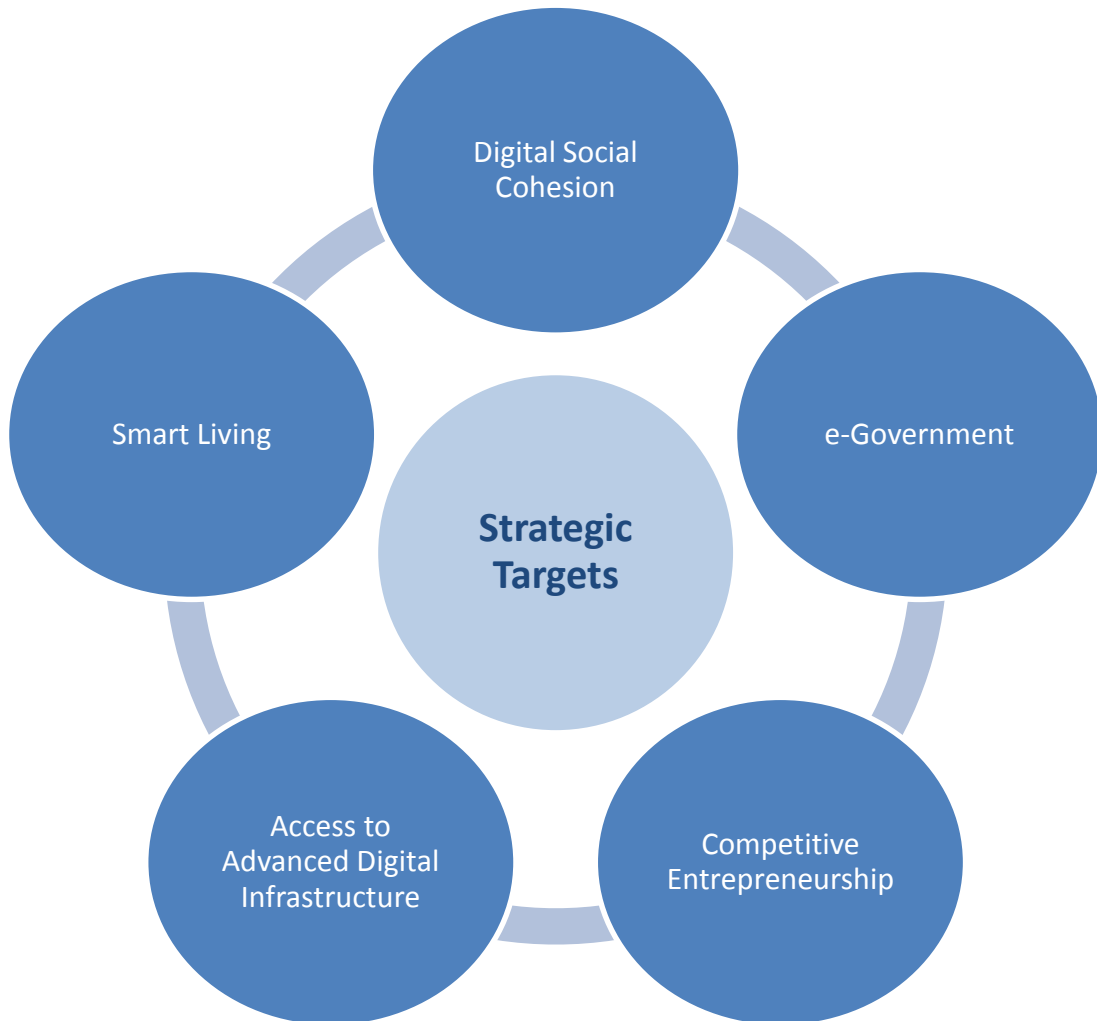 Digital Social
Cohesion
Smart Living
e-Government
Strategic
Targets
Access to
Advanced Digital
Infrastructure
Competitive
Entrepreneurship